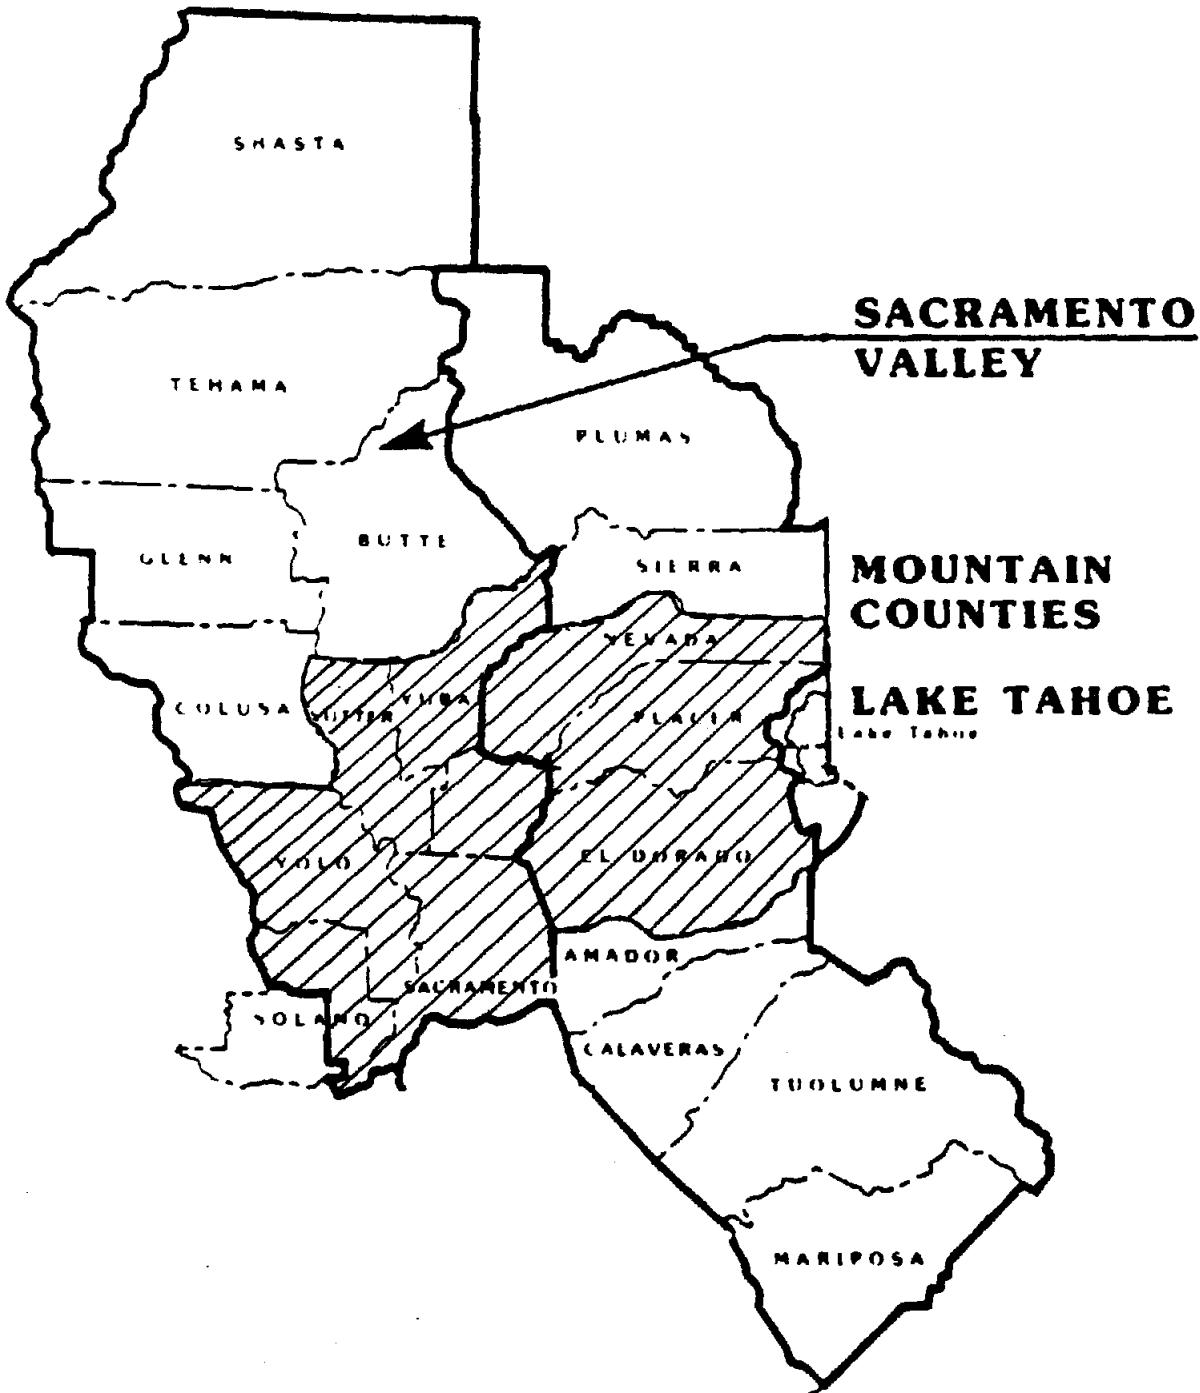 SHASTA
SACRAMENTO
VALLEY
TEHAMA
PLUMAS
BUTTE
GLENN
SIERRA
MOUNTAIN
COUNTIES
NEVADA
LAKE TAHOE
YUBA
COLUSA
SUTTER
PLACER
Lake Tahoe
YOLO
EL DORADO
AMADOR
SACRAMENTO
SOLANO
CALAVERAS
TUOLUMNE
MARIPOSA